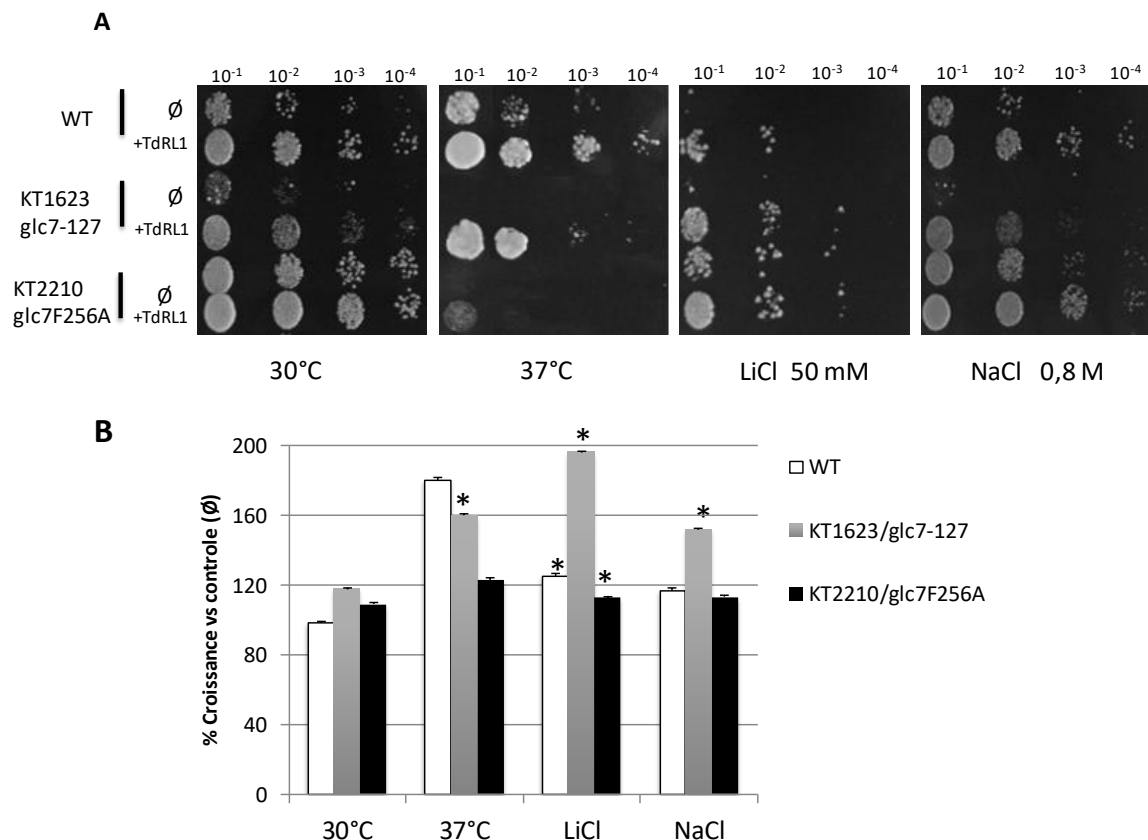 A
10-1 10-2 10-3 10-4 10-1 10-2 10-3 10-4 10-1 10-2 10-3 10-4 10-1 10-2 10-3 10-4
WT Ø
+TdRL1
KT1623 Ø
glc7-127 +TdRL1
KT2210 Ø
glc7F256A +TdRL1
30°C 37°C LiCl 50 mM NaCl 0,8 M
B
% Croissance vs controle (Ø)
200
160
120
80
40
0
* * * * *
30°C 37°C LiCl NaCl
WT
KT1623/glc7-127
KT2210/glc7F256A